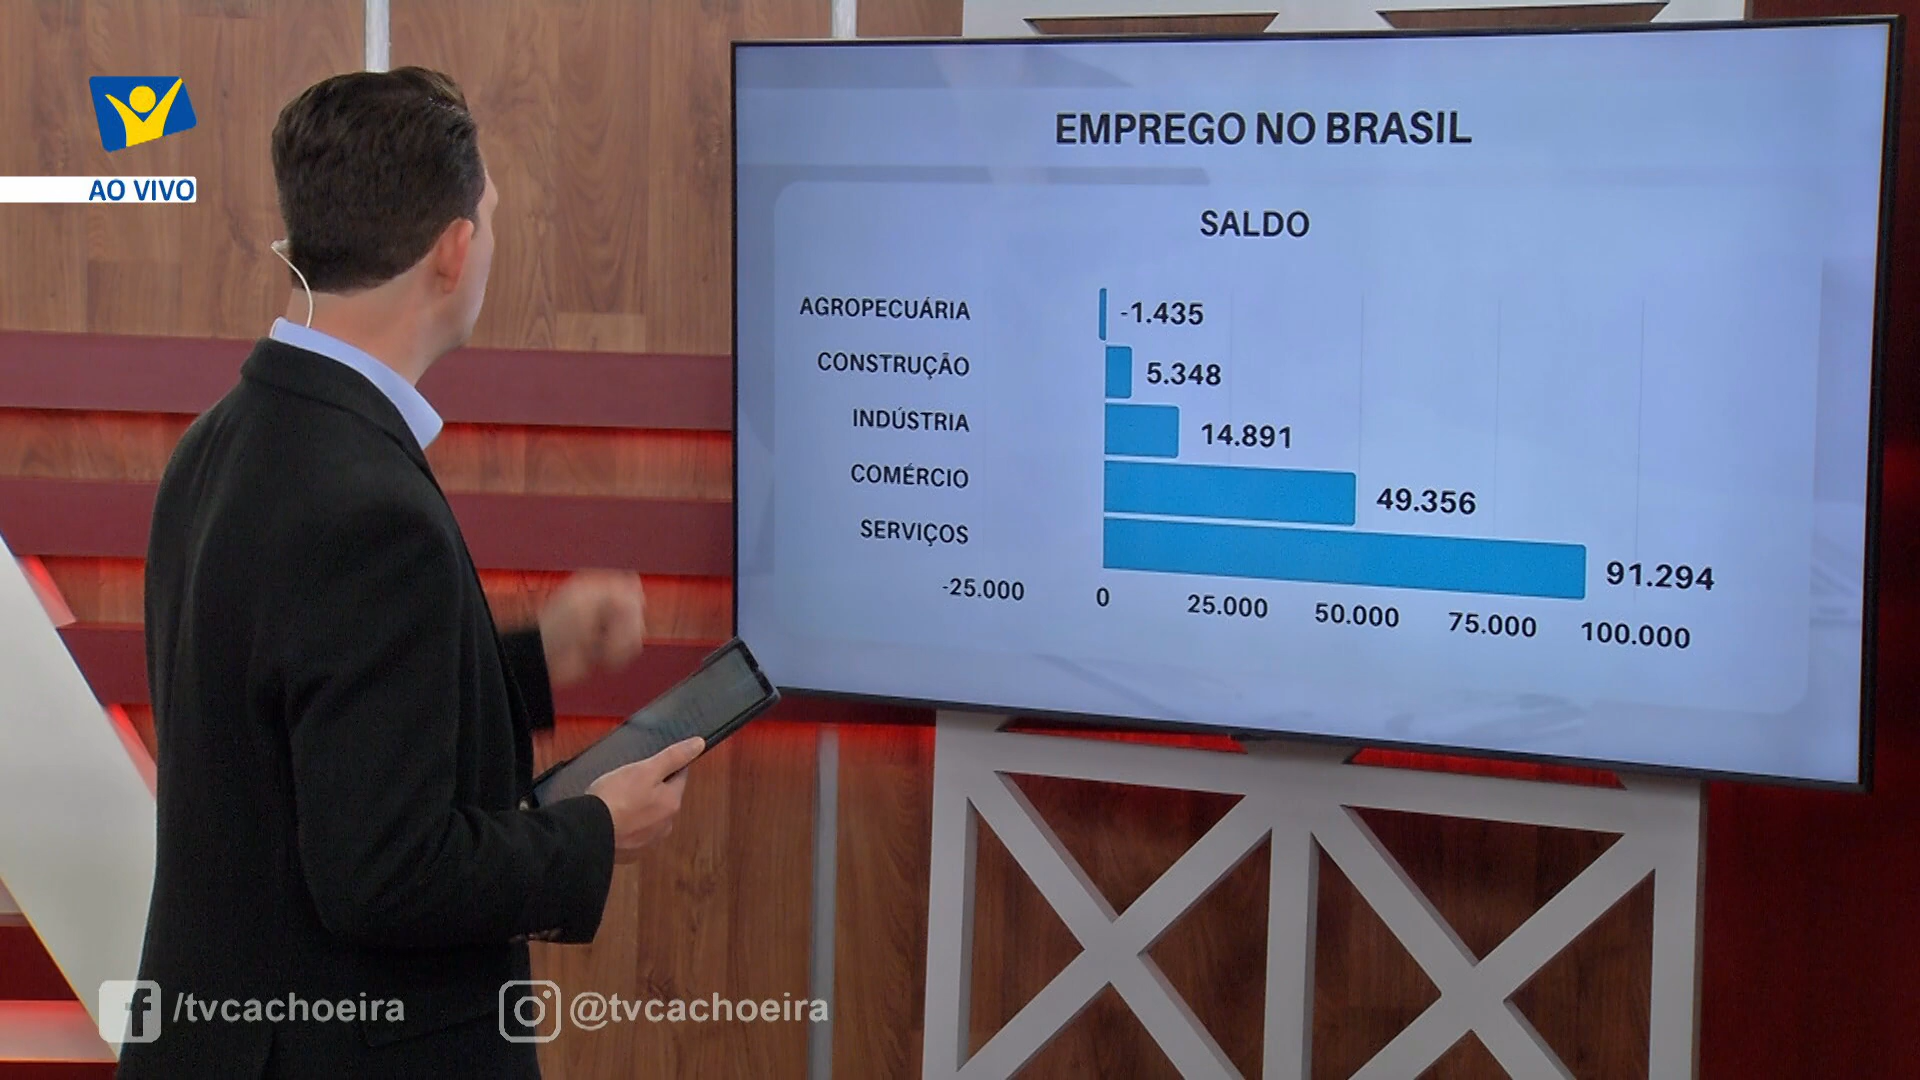 AO VIVO
EMPREGO NO BRASIL
SALDO
AGROPECUÁRIA -1.435
CONSTRUÇÃO 5.348
INDÚSTRIA 14.891
COMÉRCIO 49.356
SERVIÇOS 91.294
-25.000 0 25.000 50.000 75.000 100.000
/tvcachoeira @tvcachoeira